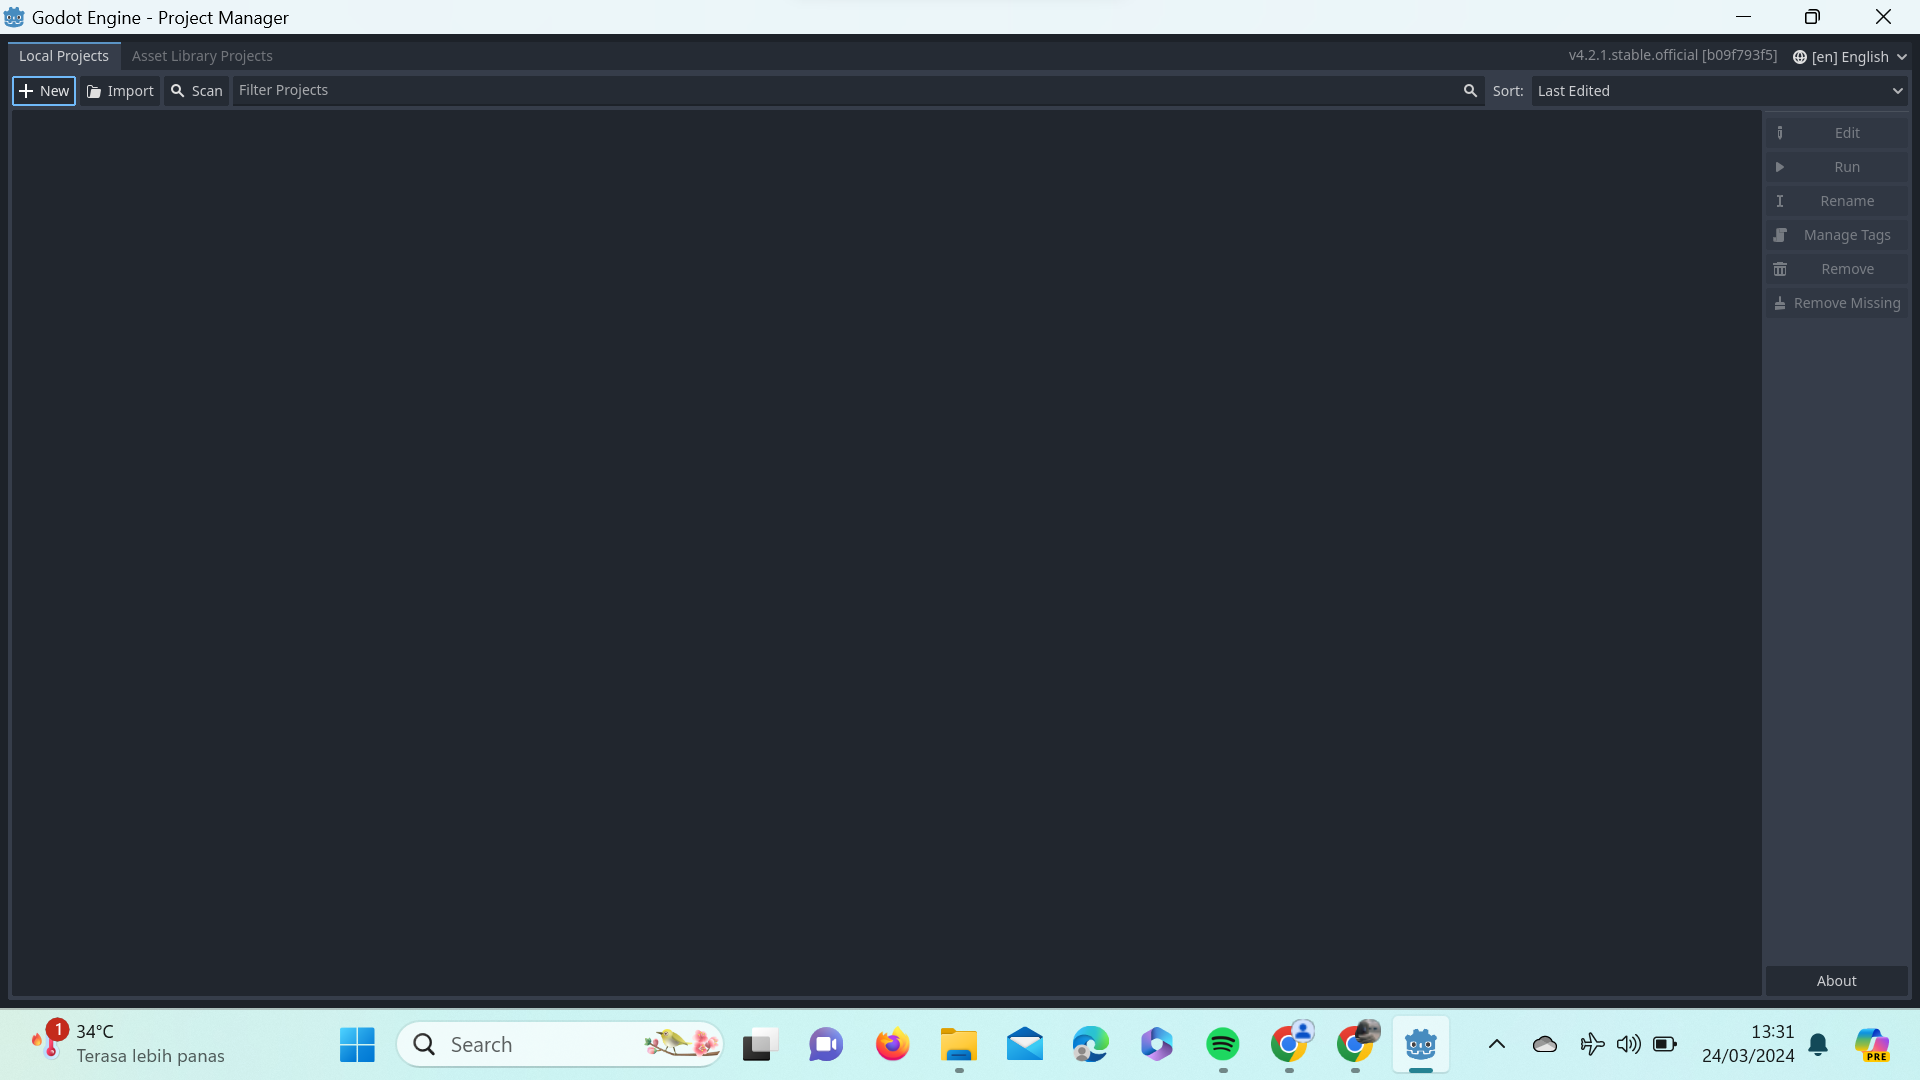 Godot Engine - Project Manager
Local Projects
Asset Library Projects
v4.2.1.stable.official [b09f793f5]
[en] English
New
Import
Scan
Filter Projects
Sort:
Last Edited
Edit
Run
Rename
Manage Tags
Remove
Remove Missing
About
1
34°C
Terasa lebih panas
Search
13:31
24/03/2024
PRE